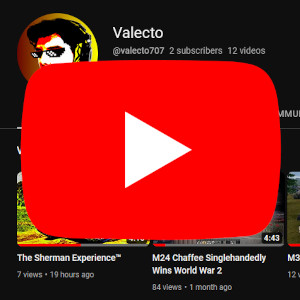 Valecto
@valecto707 2 subscribers 12 videos
4:43
The Sherman Experience™
7 views • 19 hours ago
M24 Chaffee Singlehandedly
Wins World War 2
84 views • 1 month ago
M3